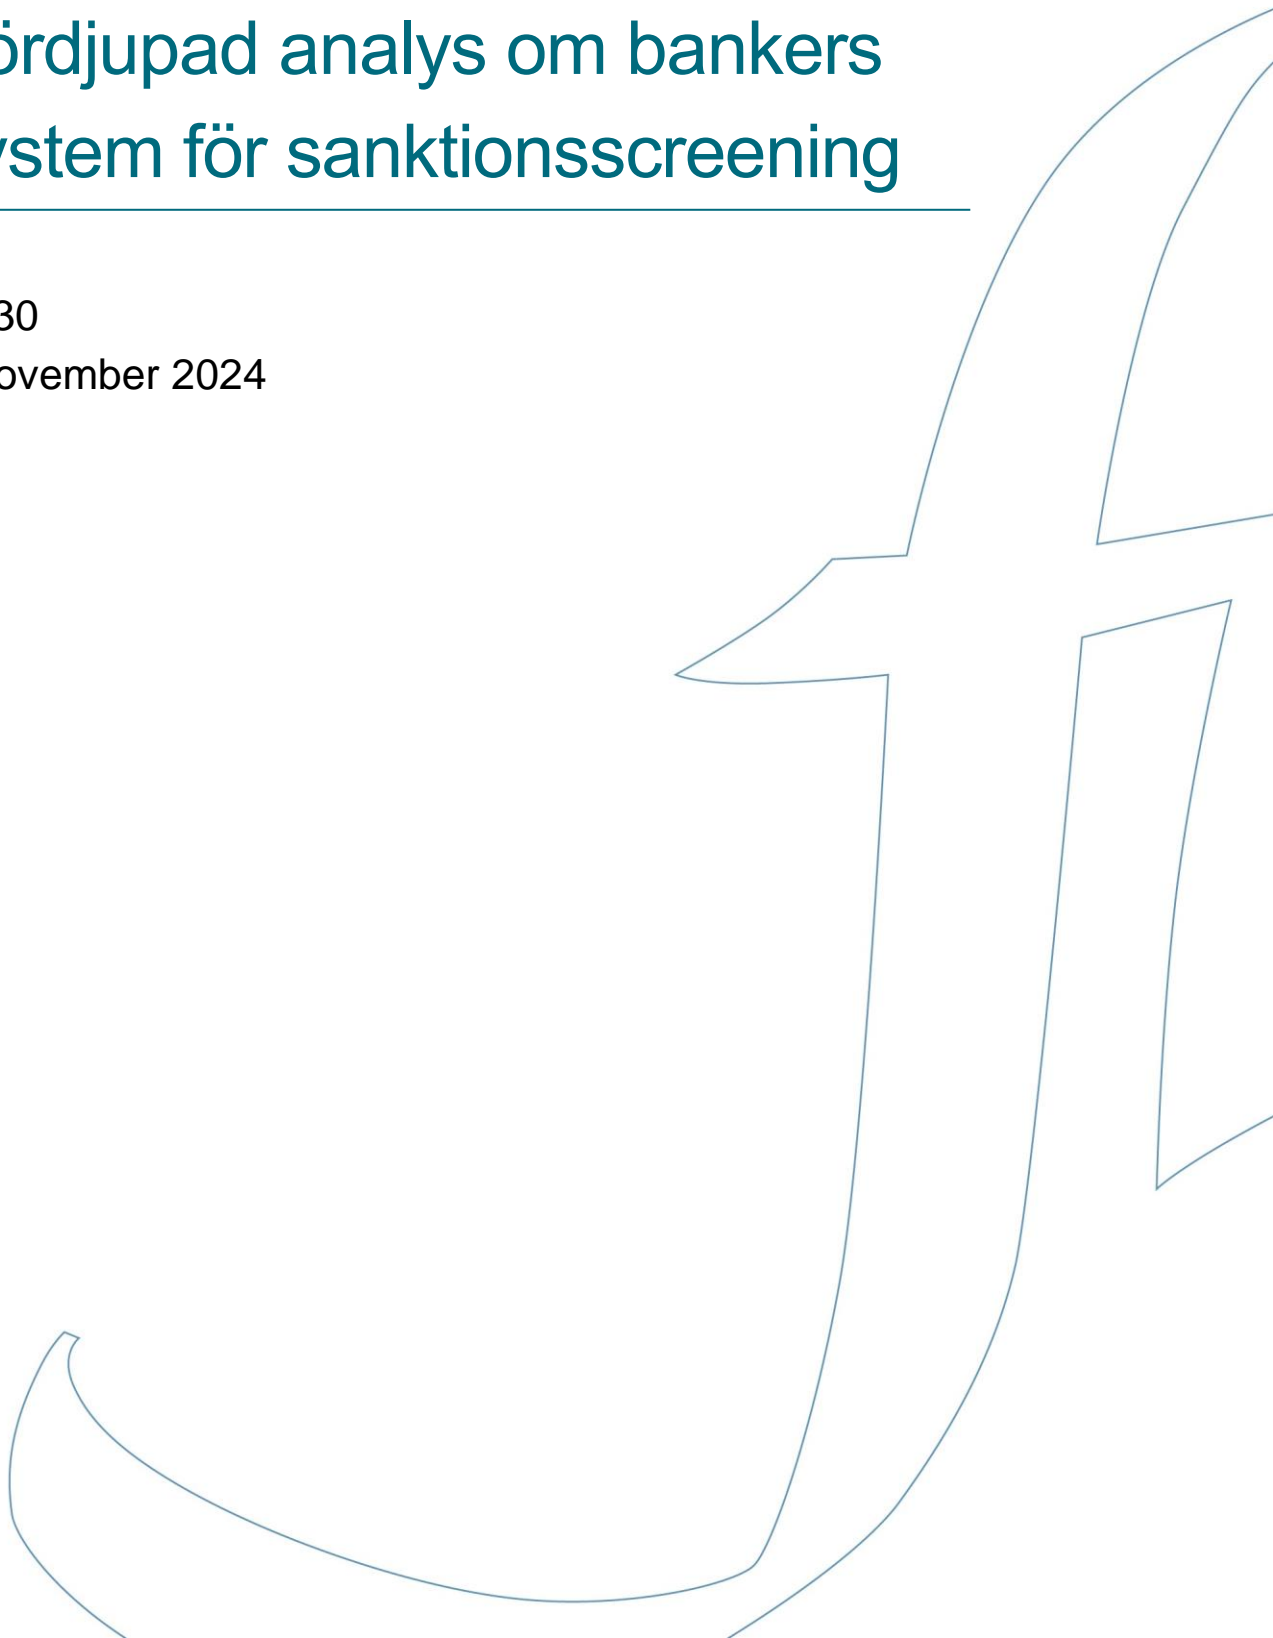 ördjupad analys om bankers
ystem för sanktionsscreening
30
ovember 2024